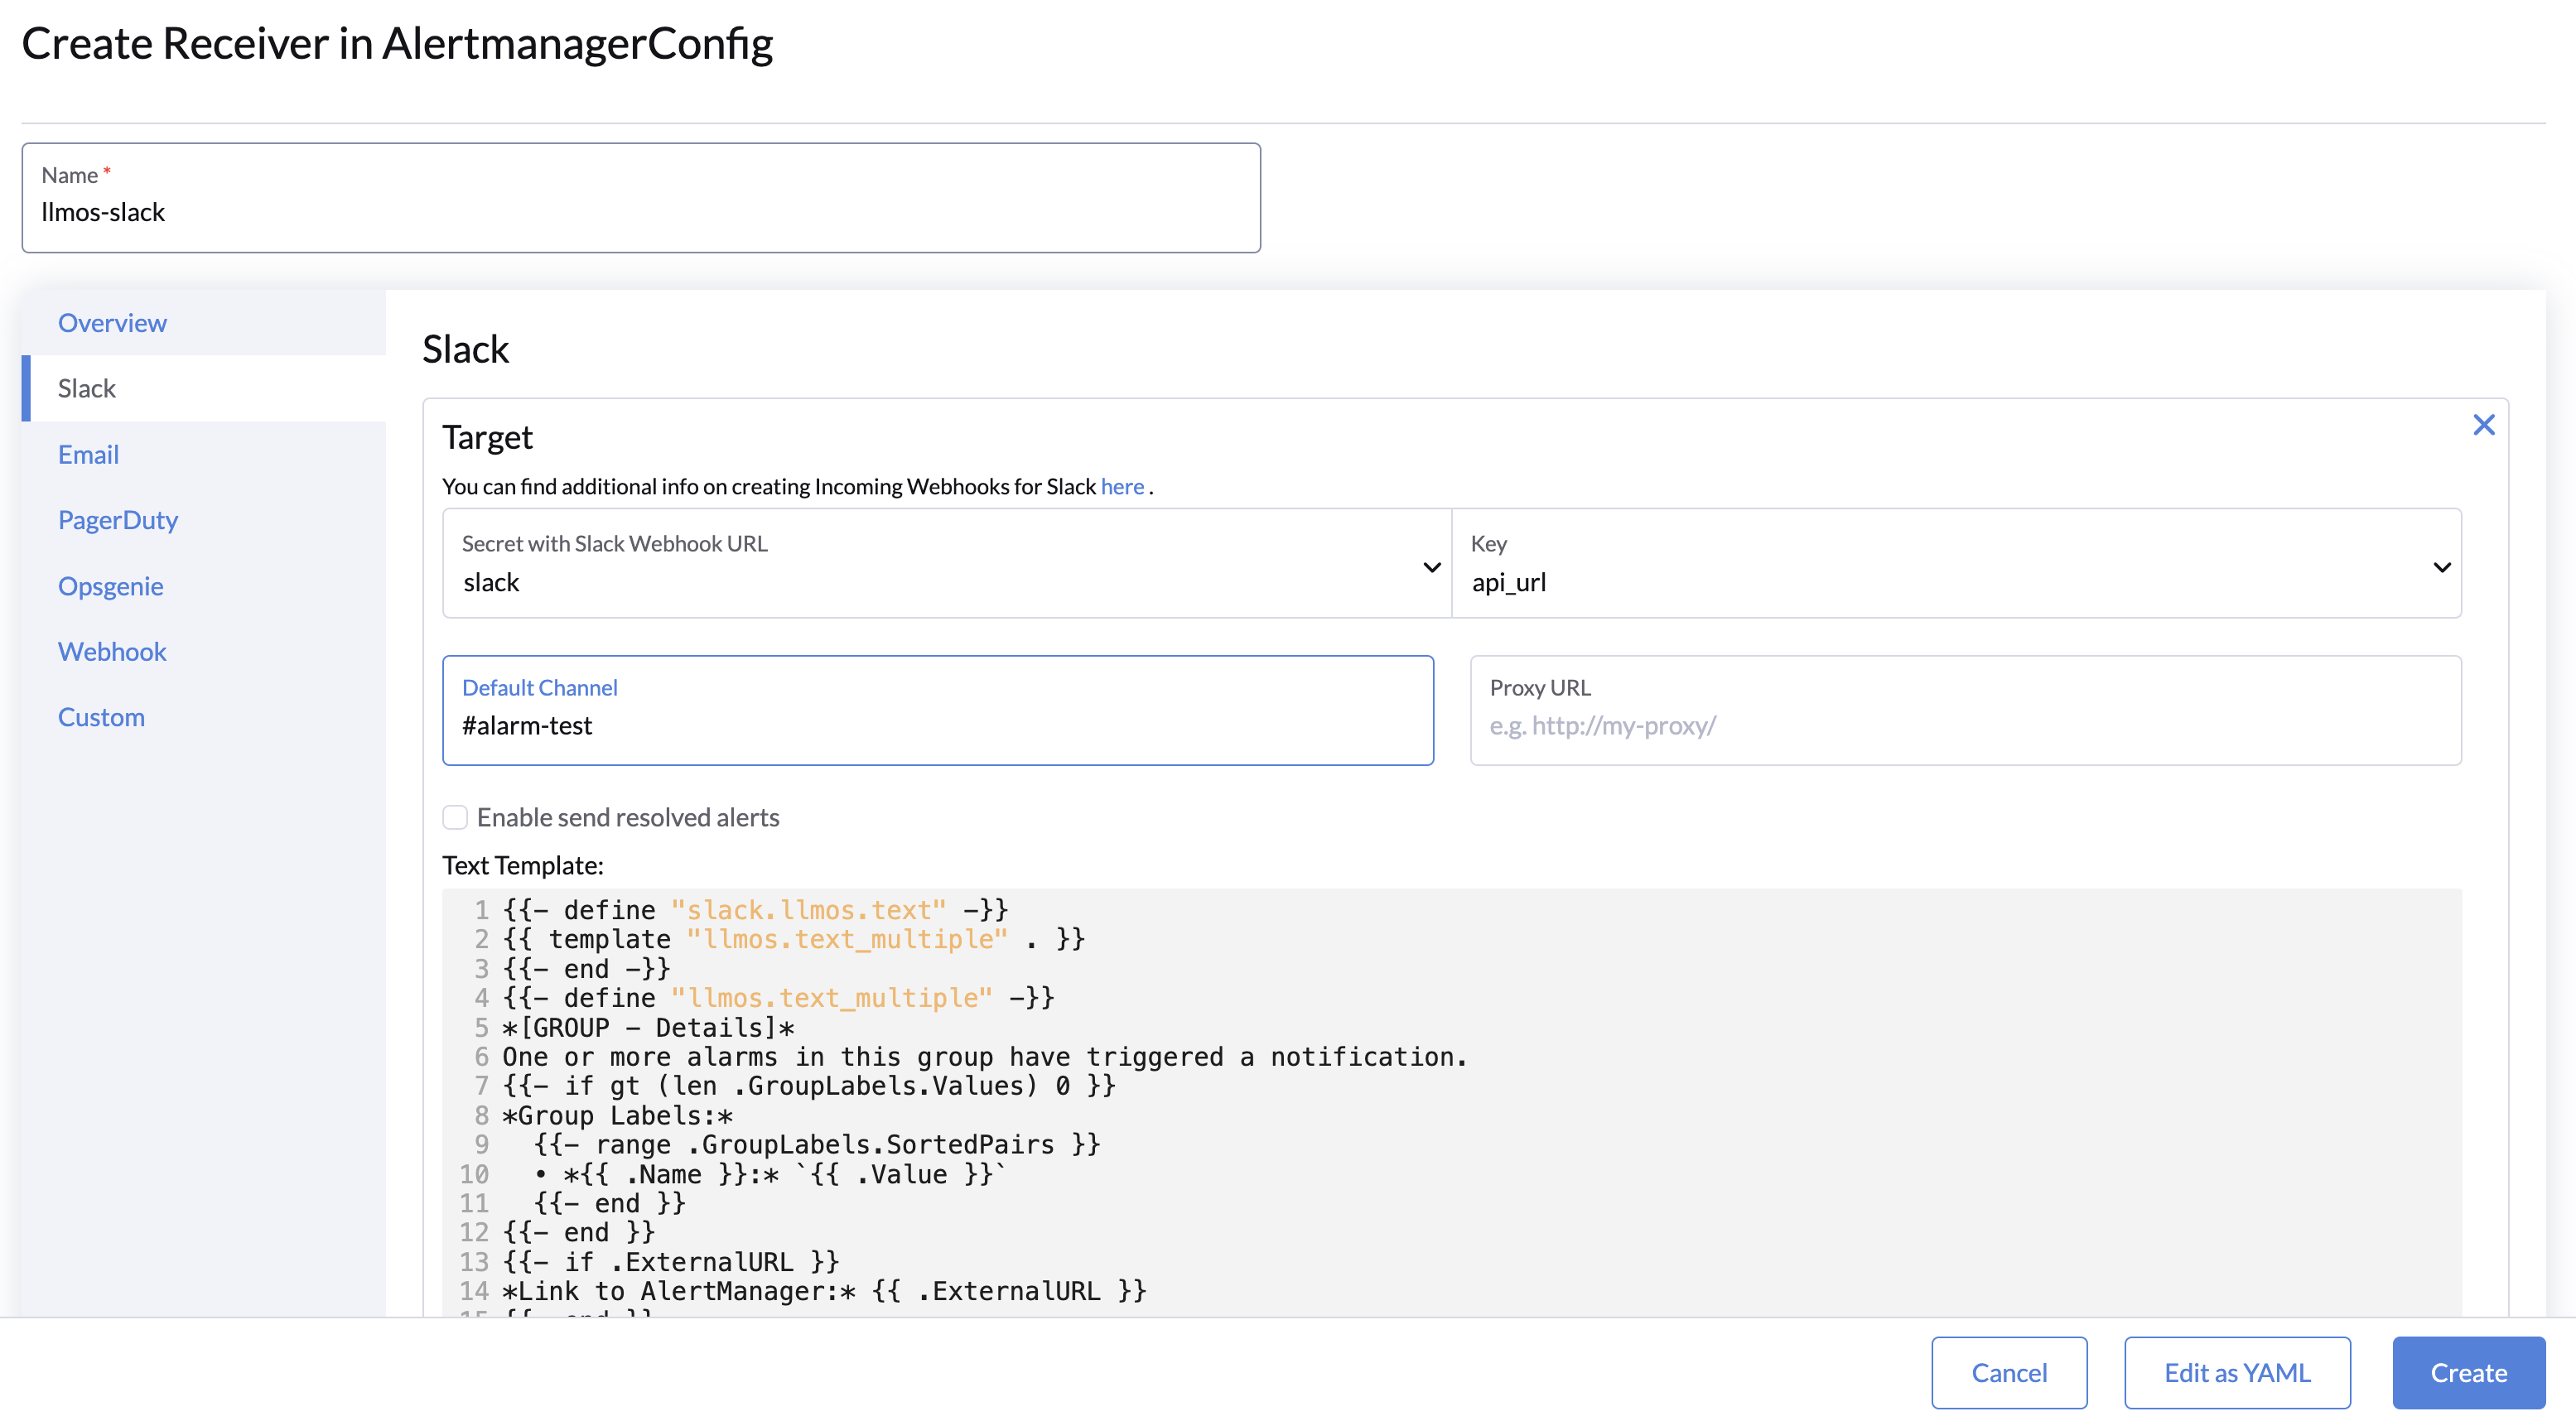 Create Receiver in AlertmanagerConfig
Name *
llmos-slack
Overview
Slack
Email
PagerDuty
Opsgenie
Webhook
Custom
Slack
Target
You can find additional info on creating Incoming Webhooks for Slack here .
Secret with Slack Webhook URL
slack
Key
api_url
Default Channel
#alarm-test
Proxy URL
e.g. http://my-proxy/
Enable send resolved alerts
Text Template:
1 {{- define "slack.llmos.text" -}}
2 {{ template "llmos.text_multiple" . }}
3 {{- end -}}
4 {{- define "llmos.text_multiple" -}}
5 *[GROUP - Details]*
6 One or more alarms in this group have triggered a notification.
7 {{- if gt (len .GroupLabels.Values) 0 }}
8 *Group Labels:*
9   {{- range .GroupLabels.SortedPairs }}
10   • *{{ .Name }}:* `{{ .Value }}`
11   {{- end }}
12 {{- end }}
13 {{- if .ExternalURL }}
14 *Link to AlertManager:* {{ .ExternalURL }}
15 {{- end }}
Cancel
Edit as YAML
Create